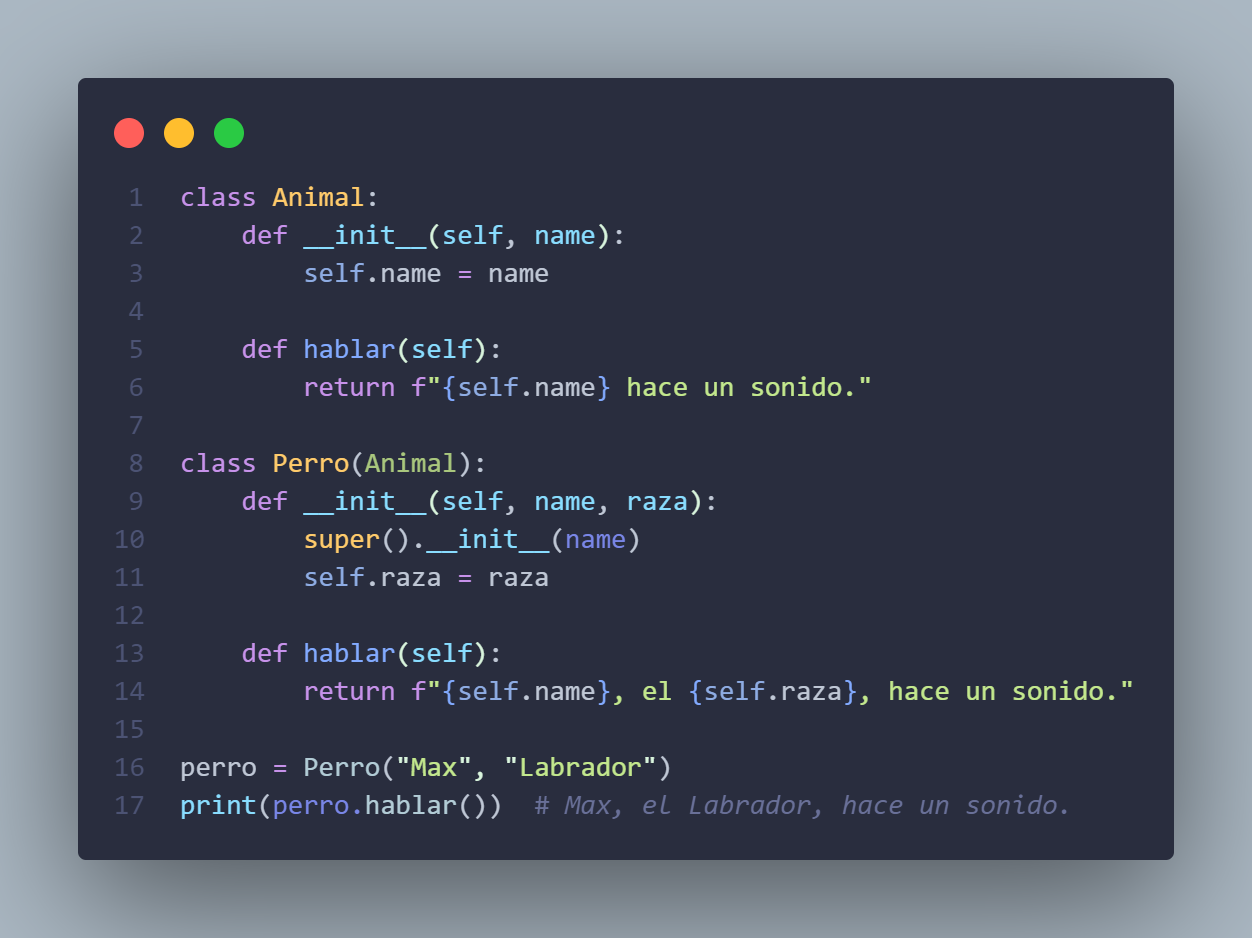 1 class Animal:
2     def __init__(self, name):
3         self.name = name
4
5     def hablar(self):
6         return f"{self.name} hace un sonido."
7
8 class Perro(Animal):
9     def __init__(self, name, raza):
10         super().__init__(name)
11         self.raza = raza
12
13     def hablar(self):
14         return f"{self.name}, el {self.raza}, hace un sonido."
15
16 perro = Perro("Max", "Labrador")
17 print(perro.hablar())  # Max, el Labrador, hace un sonido.